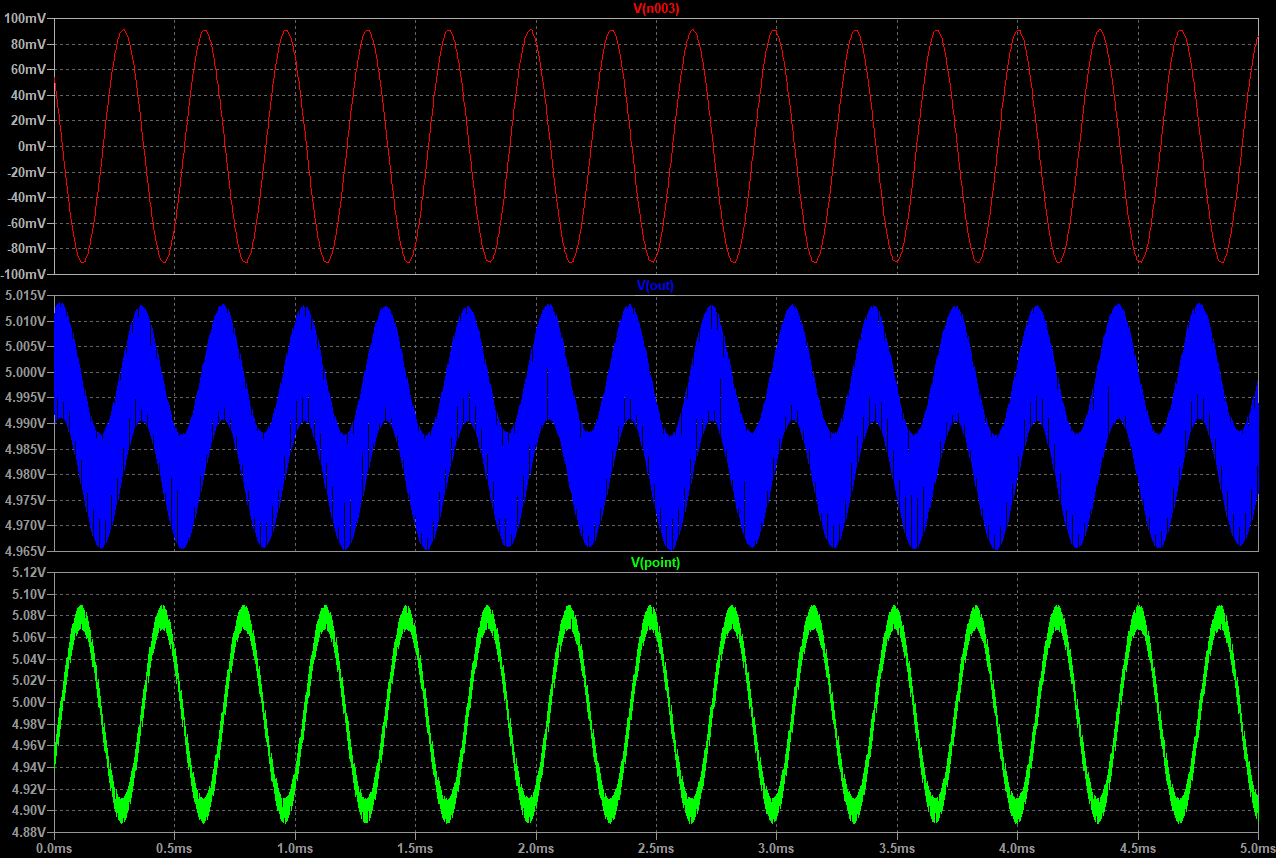 V(n003)
100mV
80mV
60mV
40mV
20mV
0mV
-20mV
-40mV
-60mV
-80mV
-100mV
V(out)
5.015V
5.010V
5.005V
5.000V
4.995V
4.990V
4.985V
4.980V
4.975V
4.970V
4.965V
V(point)
5.12V
5.10V
5.08V
5.06V
5.04V
5.02V
5.00V
4.98V
4.96V
4.94V
4.92V
4.90V
4.88V
0.0ms 0.5ms 1.0ms 1.5ms 2.0ms 2.5ms 3.0ms 3.5ms 4.0ms 4.5ms 5.0ms